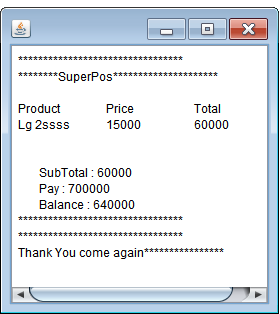 *********************************
********SuperPos*********************
Product Price Total
Lg 2ssss 15000 60000
SubTotal : 60000
Pay : 700000
Balance : 640000
*********************************
*********************************
Thank You come again****************